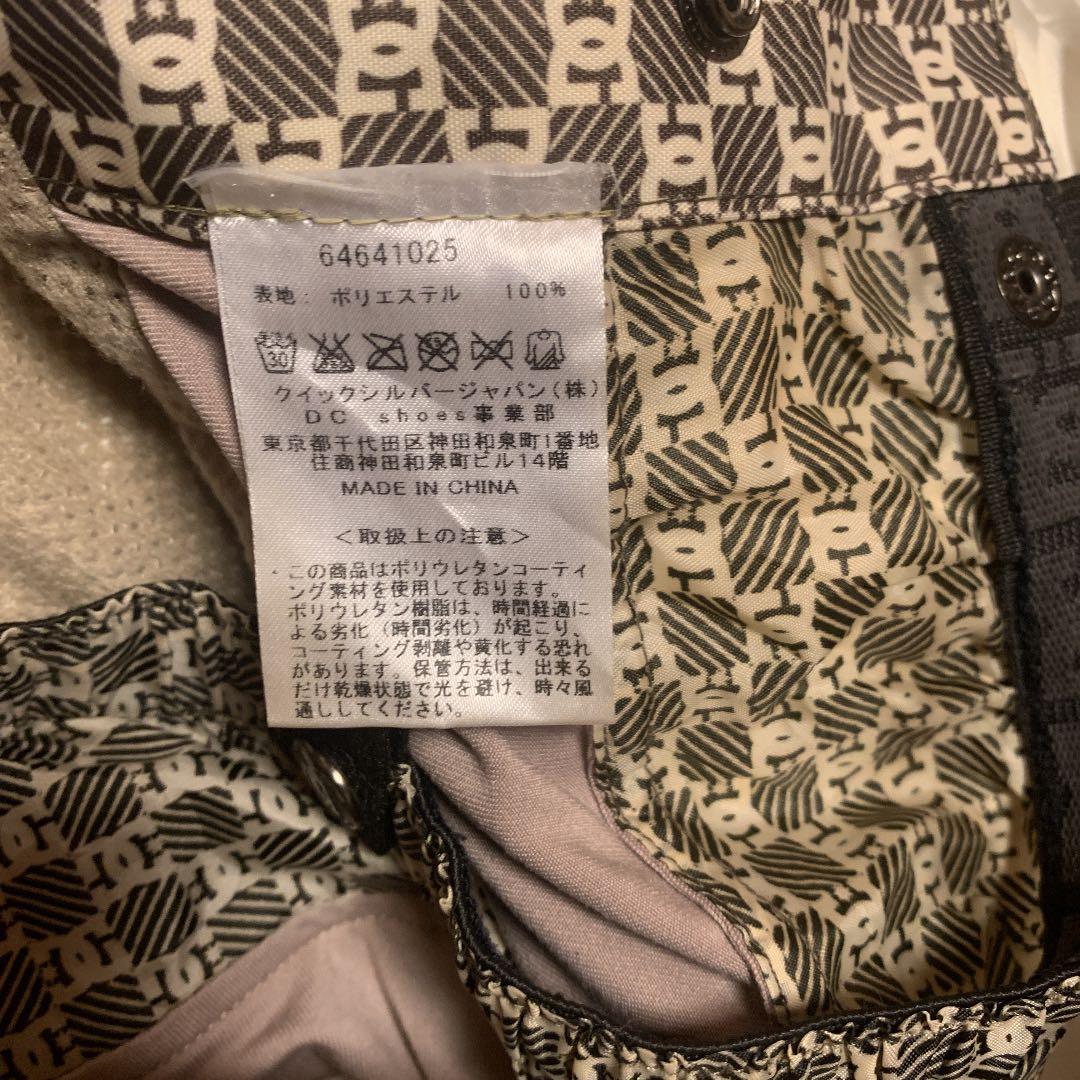 64641025
表地: ポリエステル 100%
手洗イ 30
クイックシルバージャパン(株)
DC shoes事業部
東京都千代田区神田和泉町1番地
住商神田和泉町ビル14階
MADE IN CHINA
<取扱上の注意>
・この商品はポリウレタンコーティ
ング素材を使用しております。
ポリウレタン樹脂は、時間経過に
よる劣化(時間劣化)が起こり、
コーティング剥離や黄化する恐れ
があります。保管方法は、出来る
だけ乾燥状態で光を避け、時々風
通ししてください。